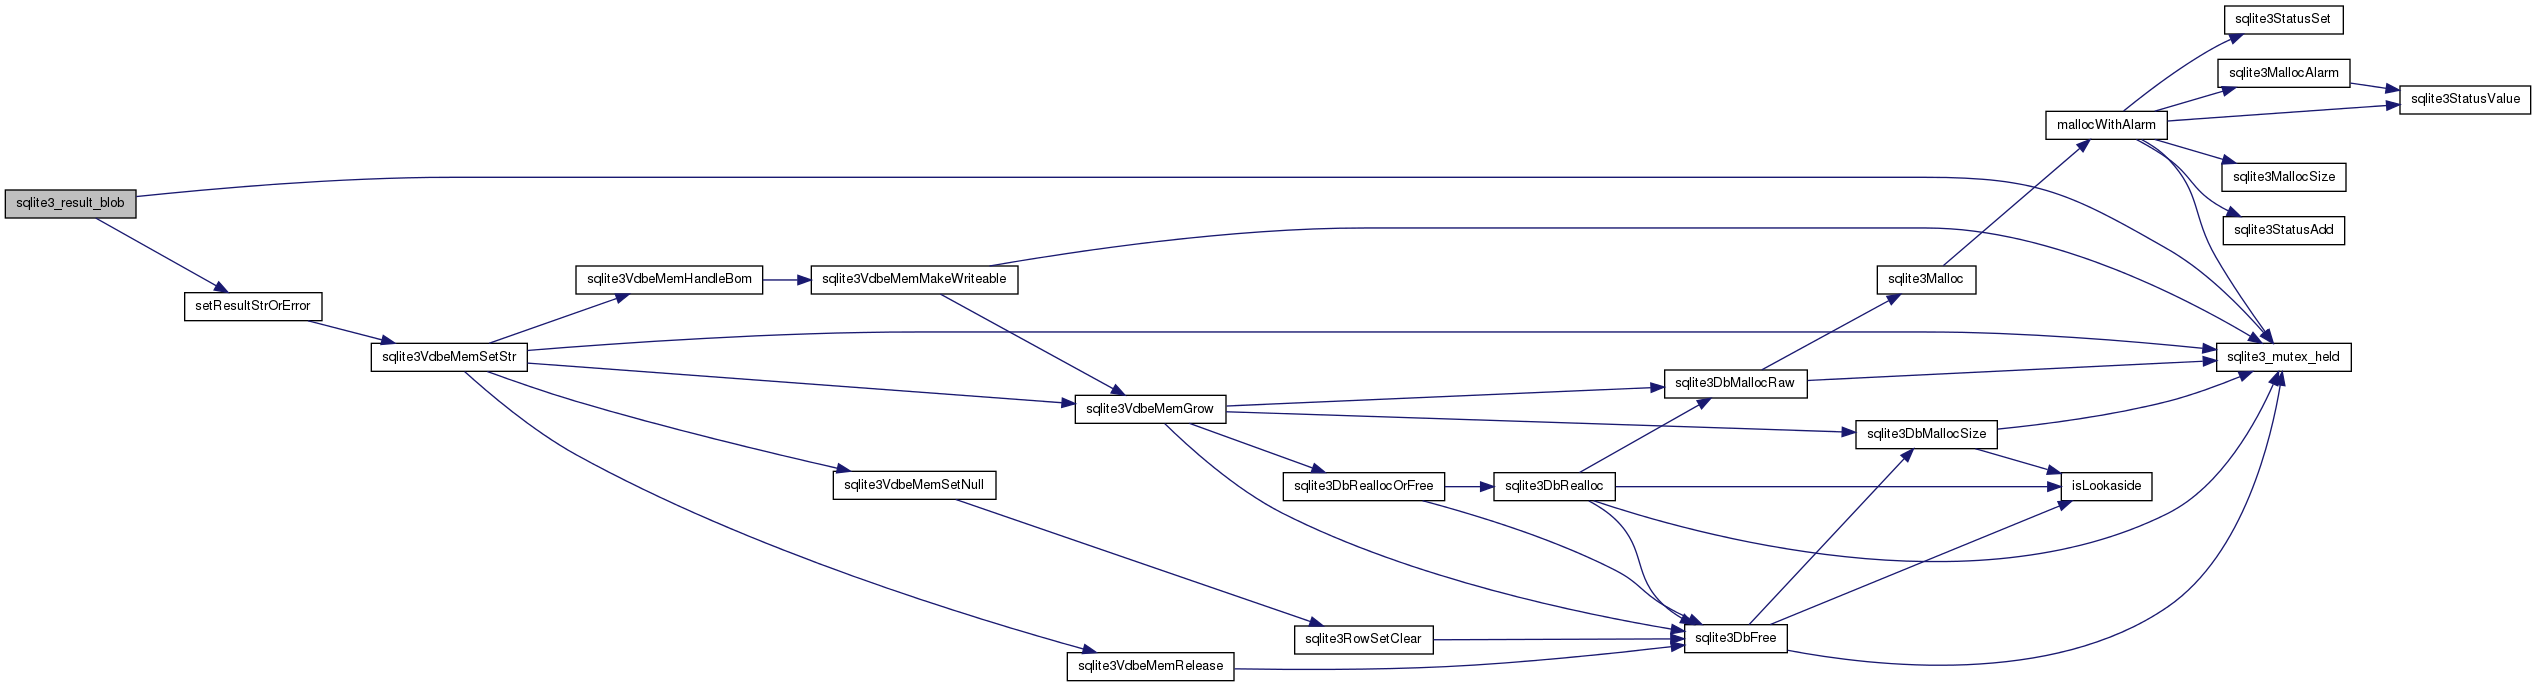 sqlite3StatusSet
sqlite3MallocAlarm
sqlite3StatusValue
mallocWithAlarm
sqlite3MallocSize
sqlite3_result_blob
sqlite3StatusAdd
sqlite3VdbeMemHandleBom
sqlite3VdbeMemMakeWriteable
sqlite3Malloc
setResultStrOrError
sqlite3VdbeMemSetStr
sqlite3_mutex_held
sqlite3DbMallocRaw
sqlite3VdbeMemGrow
sqlite3DbMallocSize
sqlite3VdbeMemSetNull
sqlite3DbReallocOrFree
sqlite3DbRealloc
isLookaside
sqlite3RowSetClear
sqlite3DbFree
sqlite3VdbeMemRelease